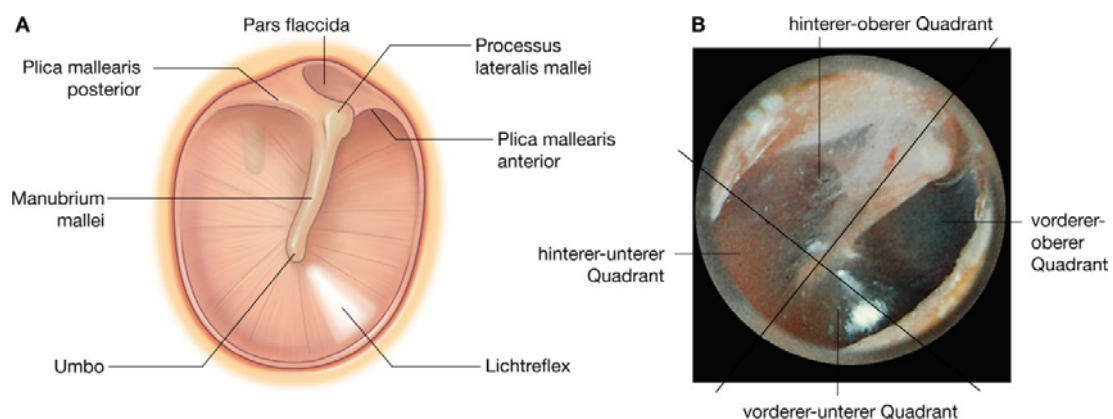 A
Pars flaccida
Plica mallearis
posterior
Processus
lateralis mallei
Plica mallearis
anterior
Manubrium
mallei
Umbo
Lichtreflex
B
hinterer-oberer Quadrant
hinterer-unterer
Quadrant
vorderer-
oberer
Quadrant
vorderer-unterer Quadrant